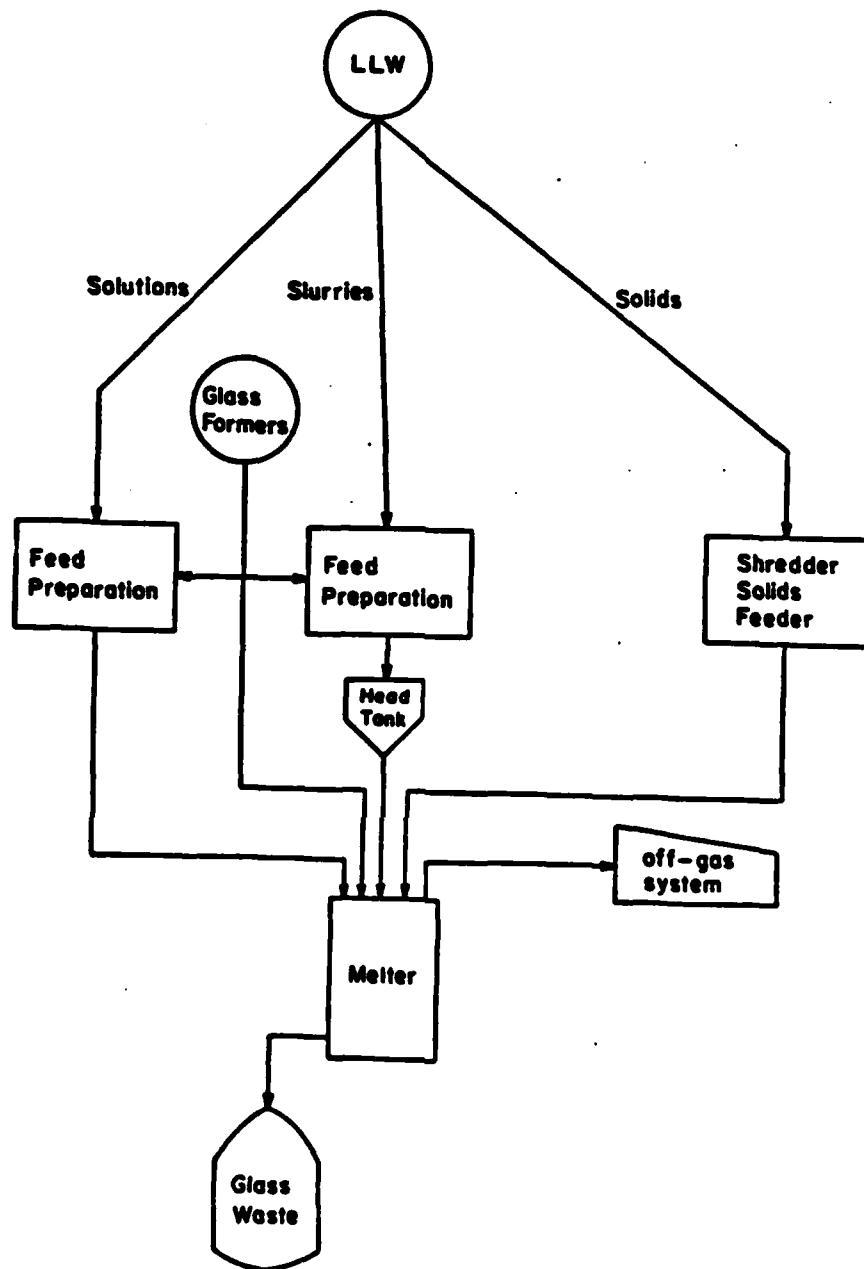 LLW
Solutions
Slurries
Solids
Glass
Formers
Feed
Preparation
Feed
Preparation
Shredder
Solids
Feeder
Head
Tank
off-gas
system
Melter
Glass
Waste